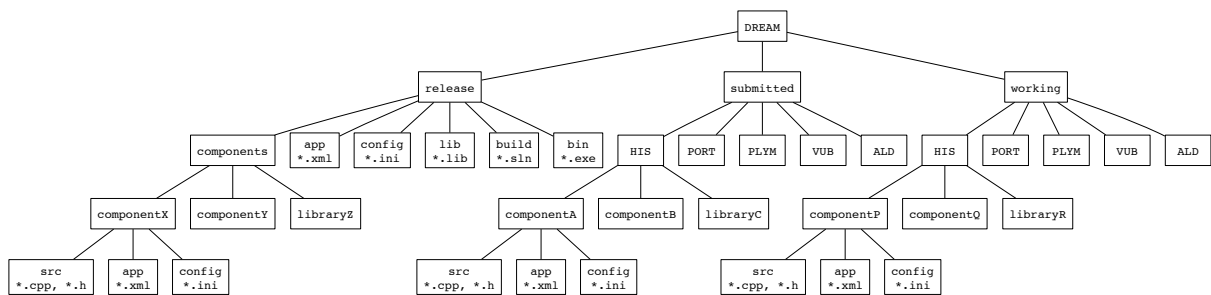 DREAM
release
submitted
working
components
app
*.xml
config
*.ini
lib
*.lib
build
*.sln
bin
*.exe
HIS
PORT
PLYM
VUB
ALD
HIS
PORT
PLYM
VUB
ALD
componentX
componentY
libraryZ
componentA
componentB
libraryC
componentP
componentQ
libraryR
src
*.cpp, *.h
app
*.xml
config
*.ini
src
*.cpp, *.h
app
*.xml
config
*.ini
src
*.cpp, *.h
app
*.xml
config
*.ini